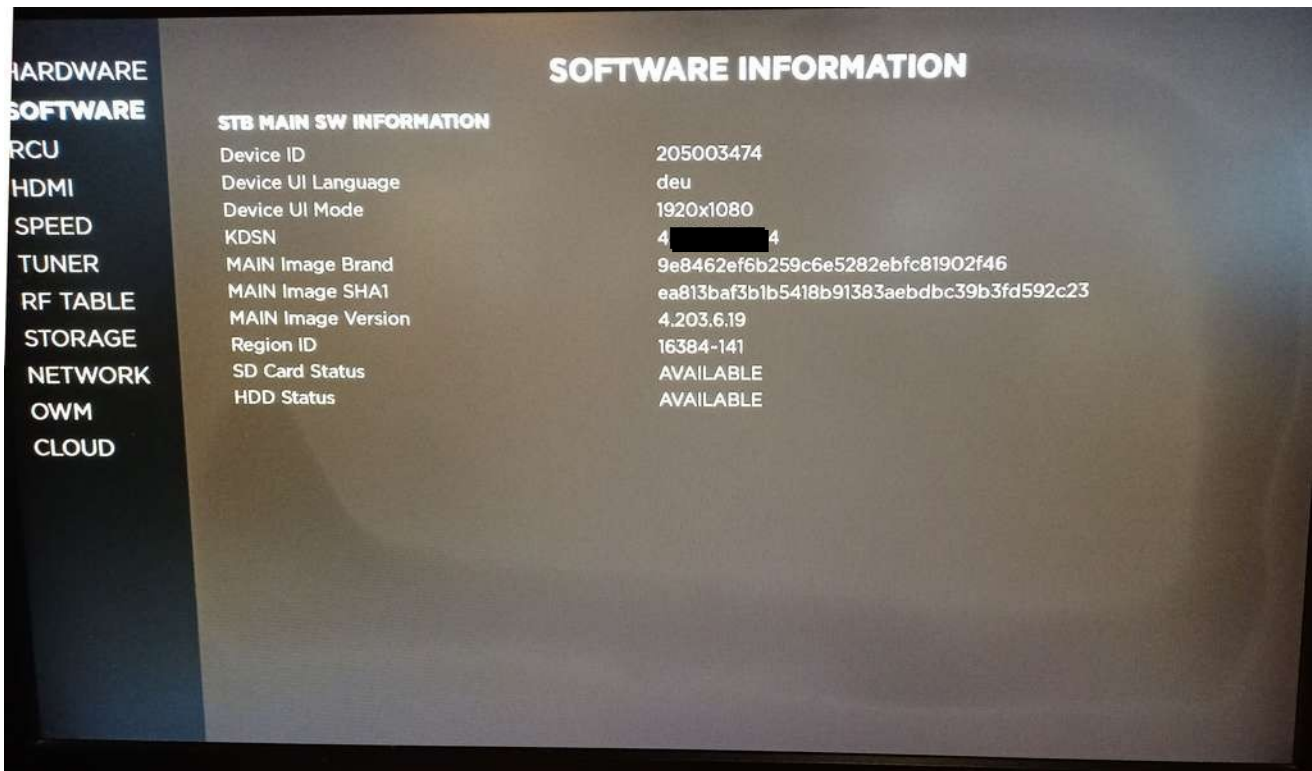 HARDWARE
SOFTWARE
RCU
HDMI
SPEED
TUNER
RF TABLE
STORAGE
NETWORK
OWM
CLOUD
SOFTWARE INFORMATION
STB MAIN SW INFORMATION
Device ID 205003474
Device UI Language deu
Device UI Mode 1920x1080
KDSN 4 4
MAIN Image Brand 9e8462ef6b259c6e5282ebfc81902f46
MAIN Image SHA1 ea813baf3b1b5418b91383aebdbc39b3fd592c23
MAIN Image Version 4.203.6.19
Region ID 16384-141
SD Card Status AVAILABLE
HDD Status AVAILABLE